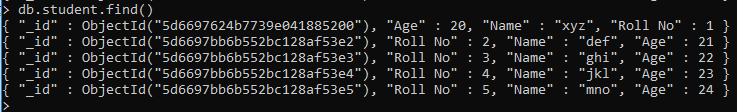 > db.student.find()
{ "_id" : ObjectId("5d6697624b7739e041885200"), "Age" : 20, "Name" : "xyz", "Roll No" : 1 }
{ "_id" : ObjectId("5d6697bb6b552bc128af53e2"), "Roll No" : 2, "Name" : "def", "Age" : 21 }
{ "_id" : ObjectId("5d6697bb6b552bc128af53e3"), "Roll No" : 3, "Name" : "ghi", "Age" : 22 }
{ "_id" : ObjectId("5d6697bb6b552bc128af53e4"), "Roll No" : 4, "Name" : "jkl", "Age" : 23 }
{ "_id" : ObjectId("5d6697bb6b552bc128af53e5"), "Roll No" : 5, "Name" : "mno", "Age" : 24 }
>